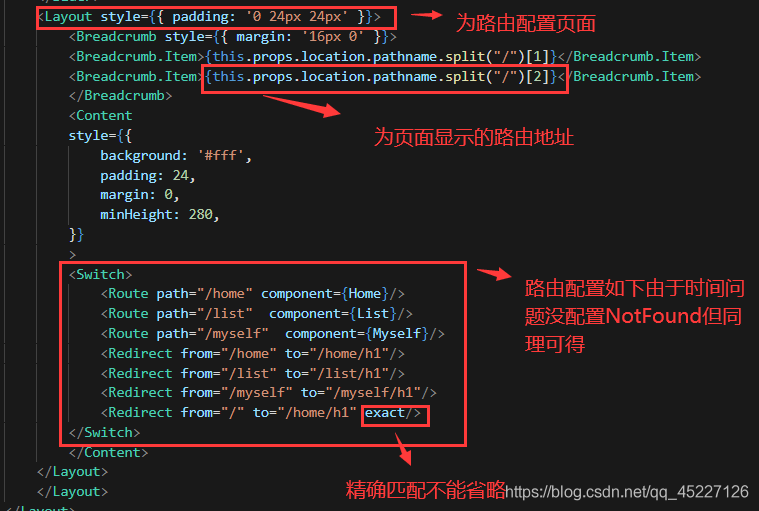 <Layout style={{ padding: '0 24px 24px' }}>
为路由配置页面
<Breadcrumb style={{ margin: '16px 0' }}>
<Breadcrumb.Item>{this.props.location.pathname.split("/")[1]}</Breadcrumb.Item>
<Breadcrumb.Item>{this.props.location.pathname.split("/")[2]}</Breadcrumb.Item>
</Breadcrumb>
<Content
为页面显示的路由地址
style={{
background: '#fff',
padding: 24,
margin: 0,
minHeight: 280,
}}
>
<Switch>
<Route path="/home" component={Home}/>
<Route path="/list"  component={List}/>
<Route path="/myself"  component={Myself}/>
<Redirect from="/home" to="/home/h1"/>
<Redirect from="/list" to="/list/h1"/>
<Redirect from="/myself" to="/myself/h1"/>
<Redirect from="/" to="/home/h1" exact/>
路由配置如下由于时间问
题没配置NotFound但同
理可得
</Switch>
</Content>
</Layout>
</Layout>
精确匹配不能省略
https://blog.csdn.net/qq_45227126